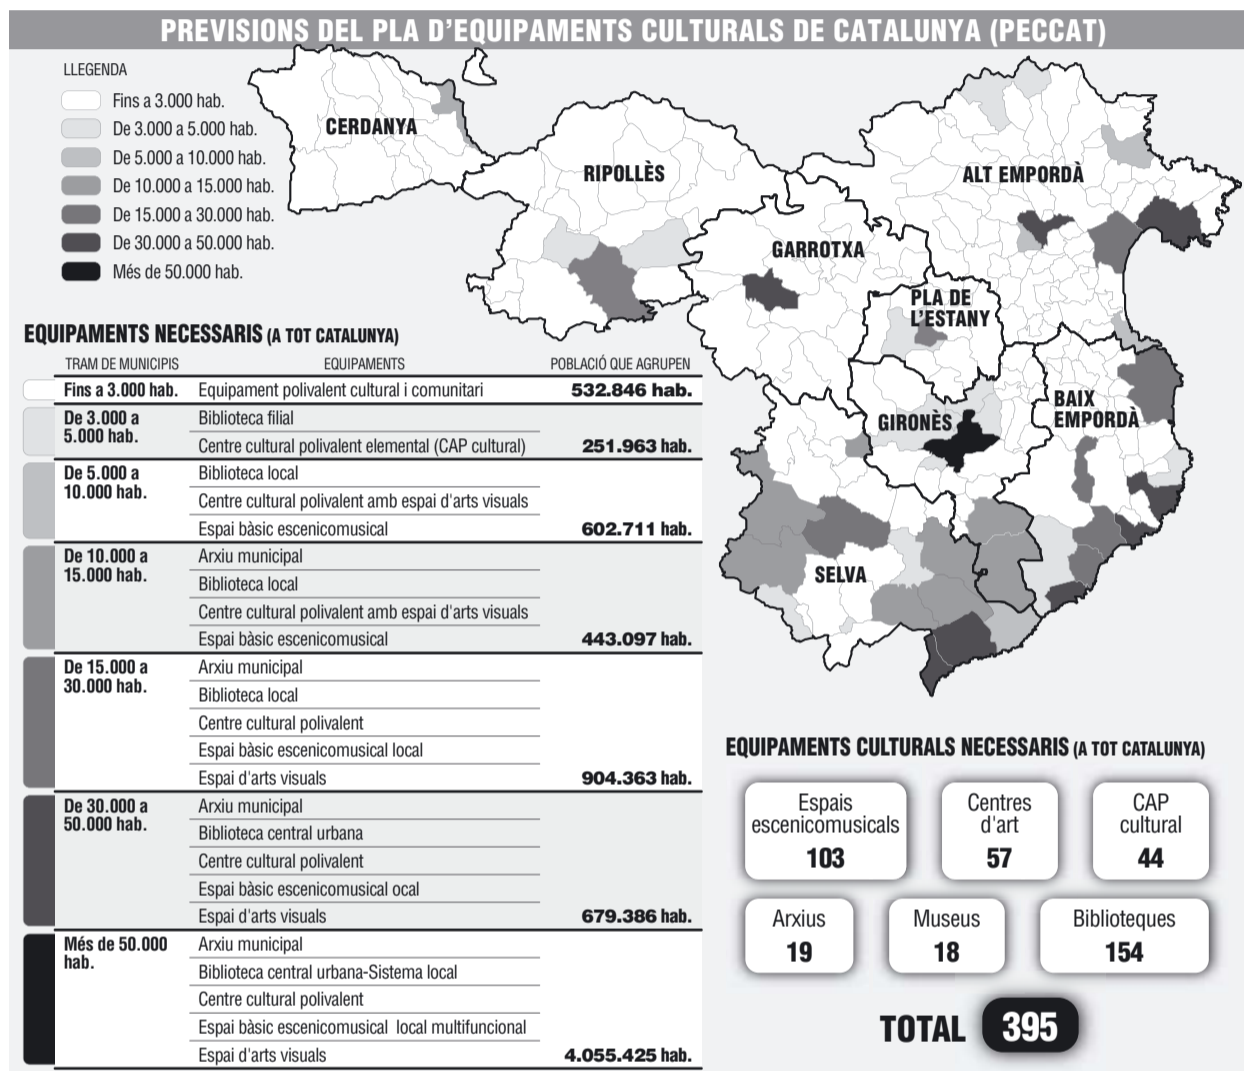 PREVISIONS DEL PLA D'EQUIPAMENTS CULTURALS DE CATALUNYA (PECCAT)
LLEGENDA
Fins a 3.000 hab.
De 3.000 a 5.000 hab.
De 5.000 a 10.000 hab.
De 10.000 a 15.000 hab.
De 15.000 a 30.000 hab.
De 30.000 a 50.000 hab.
Més de 50.000 hab.
CERDANYA
RIPOLLÈS
ALT EMPORDÀ
GARROTXA
PLA DE
L'ESTANY
GIRONÈS
BAIX
EMPORDÀ
SELVA
EQUIPAMENTS NECESSARIS (A TOT CATALUNYA)
TRAM DE MUNICIPIS EQUIPAMENTS POBLACIÓ QUE AGRUPEN
Fins a 3.000 hab. Equipament polivalent cultural i comunitari 532.846 hab.
De 3.000 a
5.000 hab.
Biblioteca filial
Centre cultural polivalent elemental (CAP cultural) 251.963 hab.
De 5.000 a
10.000 hab.
Biblioteca local
Centre cultural polivalent amb espai d'arts visuals
Espai bàsic escenicomusical 602.711 hab.
De 10.000 a
15.000 hab.
Arxiu municipal
Biblioteca local
Centre cultural polivalent amb espai d'arts visuals
Espai bàsic escenicomusical 443.097 hab.
De 15.000 a
30.000 hab.
Arxiu municipal
Biblioteca local
Centre cultural polivalent
Espai bàsic escenicomusical local
Espai d'arts visuals 904.363 hab.
De 30.000 a
50.000 hab.
Arxiu municipal
Biblioteca central urbana
Centre cultural polivalent
Espai bàsic escenicomusical ocal
Espai d'arts visuals 679.386 hab.
Més de 50.000
hab.
Arxiu municipal
Biblioteca central urbana-Sistema local
Centre cultural polivalent
Espai bàsic escenicomusical local multifuncional
Espai d'arts visuals 4.055.425 hab.
EQUIPAMENTS CULTURALS NECESSARIS (A TOT CATALUNYA)
Espais
escenicomusicals
103
Centres
d'art
57
CAP
cultural
44
Arxius
19
Museus
18
Biblioteques
154
TOTAL 395